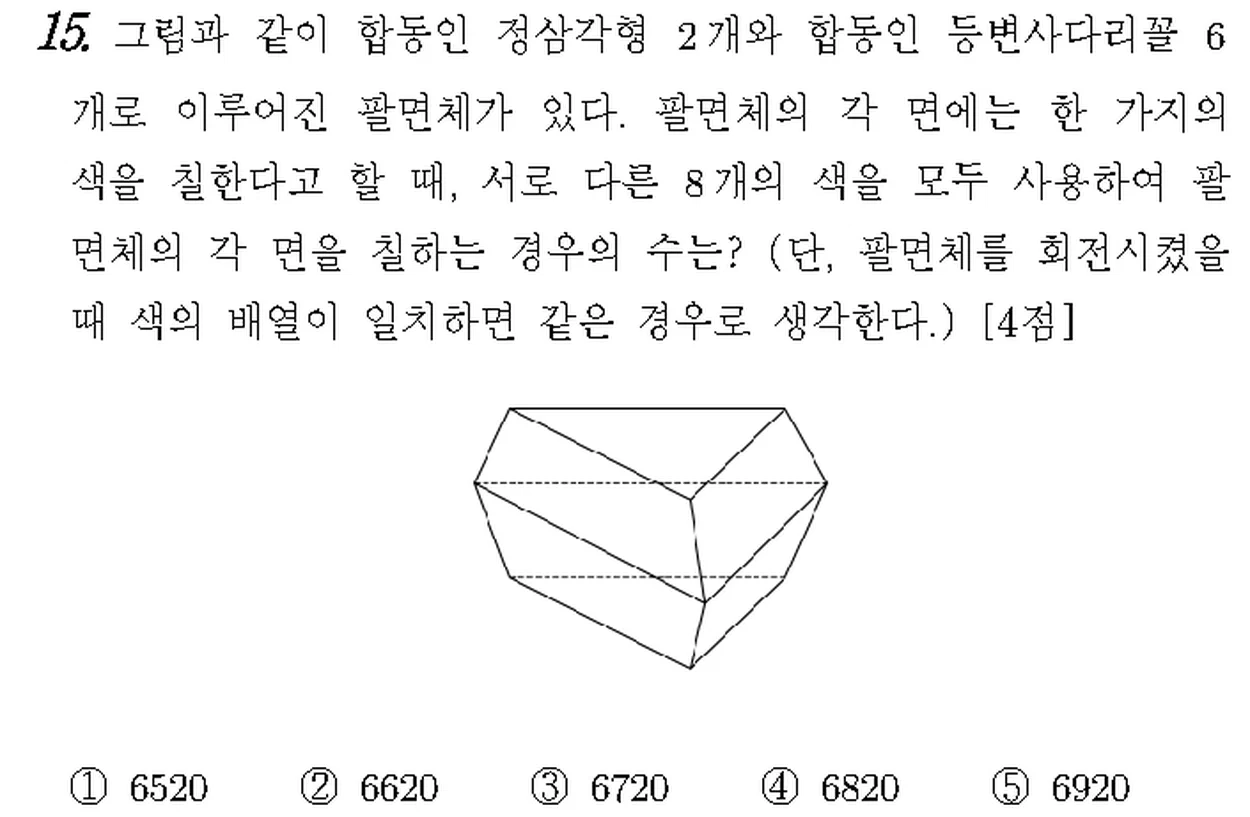 15. 그림과 같이 합동인 정삼각형 2개와 합동인 등변사다리꼴 6
개로 이루어진 팔면체가 있다. 팔면체의 각 면에는 한 가지의
색을 칠한다고 할 때, 서로 다른 8개의 색을 모두 사용하여 팔
면체의 각 면을 칠하는 경우의 수는? (단, 팔면체를 회전시켰을
때 색의 배열이 일치하면 같은 경우로 생각한다.) [4점]
① 6520 ② 6620 ③ 6720 ④ 6820 ⑤ 6920